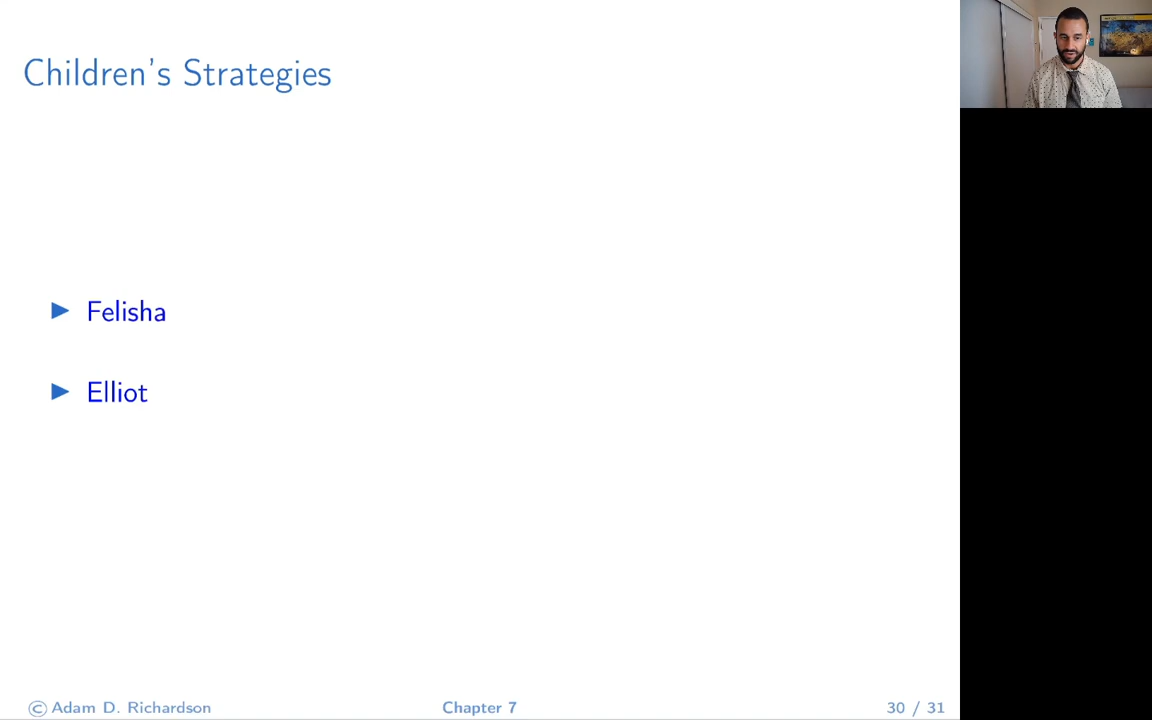 Children's Strategies
Felisha
Elliot
© Adam D. Richardson
Chapter 7
30 / 31